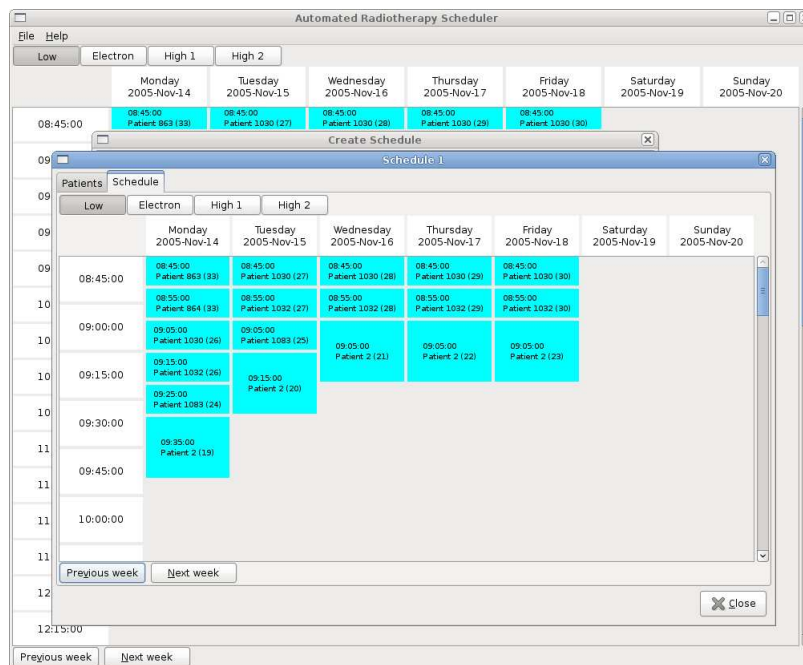 Automated Radiotherapy Scheduler
File Help
Low Electron High 1 High 2
Monday Tuesday Wednesday Thursday Friday Saturday Sunday
2005-Nov-14 2005-Nov-15 2005-Nov-16 2005-Nov-17 2005-Nov-18 2005-Nov-19 2005-Nov-20
08:45:00 08:45:00 08:45:00 08:45:00 08:45:00
08:45:00 Patient 863 (33) Patient 1030 (27) Patient 1030 (28) Patient 1030 (29) Patient 1030 (30)
Create Schedule
09
Schedule 1
Patients Schedule
09
Low Electron High 1 High 2
09
Monday Tuesday Wednesday Thursday Friday Saturday Sunday
2005-Nov-14 2005-Nov-15 2005-Nov-16 2005-Nov-17 2005-Nov-18 2005-Nov-19 2005-Nov-20
09
08:45:00 08:45:00 08:45:00 08:45:00 08:45:00
08:45:00 Patient 863 (33) Patient 1030 (27) Patient 1030 (28) Patient 1030 (29) Patient 1030 (30)
10
08:55:00 08:55:00 08:55:00 08:55:00 08:55:00
Patient 864 (33) Patient 1032 (27) Patient 1032 (28) Patient 1032 (29) Patient 1032 (30)
09:00:00
09:05:00 09:05:00
10
Patient 1030 (26) Patient 1083 (25)
09:05:00 09:05:00 09:05:00
Patient 2 (21) Patient 2 (22) Patient 2 (23)
09:15:00
Patient 1032 (26)
10
09:15:00
09:15:00
Patient 2 (20)
09:25:00
Patient 1083 (24)
10
09:30:00
09:35:00
Patient 2 (19)
11
09:45:00
11
11
10:00:00
11
Previous week Next week
12
Close
12:15:00
Previous week Next week